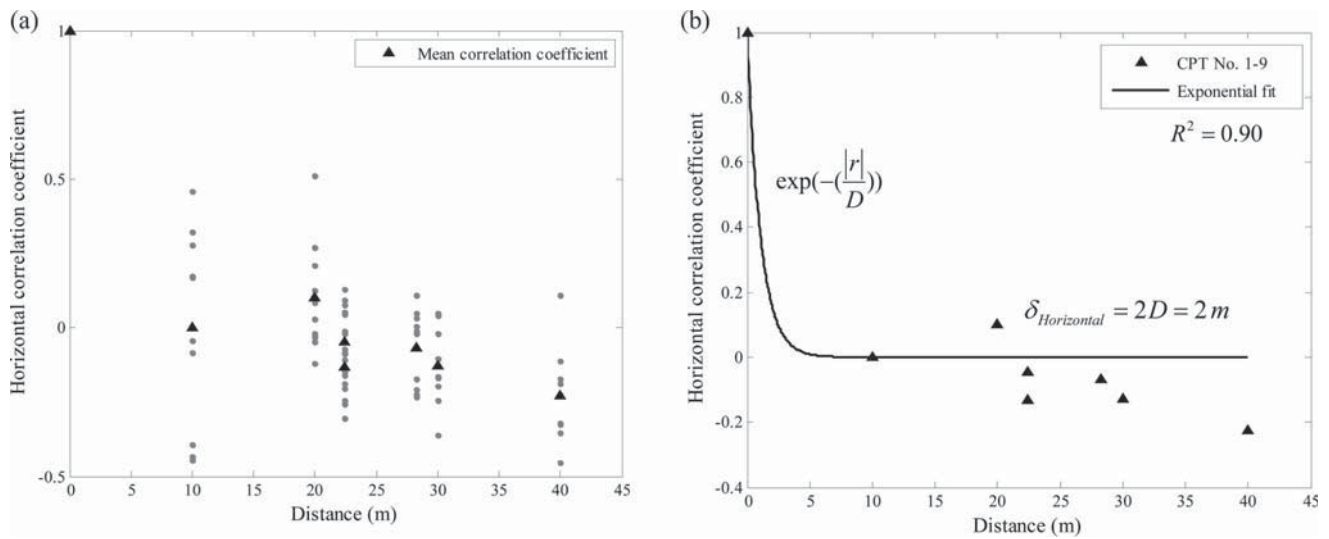 (a)
1
0.5
0
-0.5
0 5 10 15 20 25 30 35 40 45
Distance (m)
Horizontal correlation coefficient
Mean correlation coefficient
(b)
1
0.8
0.6
0.4
0.2
0
-0.2
-0.4
0 5 10 15 20 25 30 35 40 45
Distance (m)
Horizontal correlation coefficient
CPT No. 1-9
Exponential fit
R² = 0.90
exp(−(|r|/D))
δHorizontal = 2D = 2m